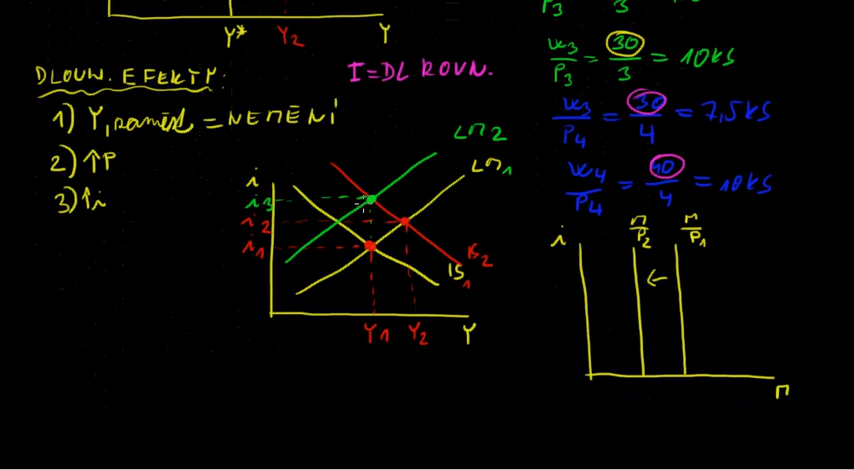 Y* Y2 Y
P3 3
DLOUH. EFEKTY:
I = DL ROVN.
1) Y, zaměst = NEMĚNÍ
2) ↑P
3) ↑i
w3/P3 = 30/3 = 10ks
w3/P4 = 30/4 = 7,5ks
w4/P4 = 40/4 = 10ks
i
i3
i2
i1
LM2
LM1
IS2
IS1
Y1 Y2 Y
i M/P2 M/P1
M